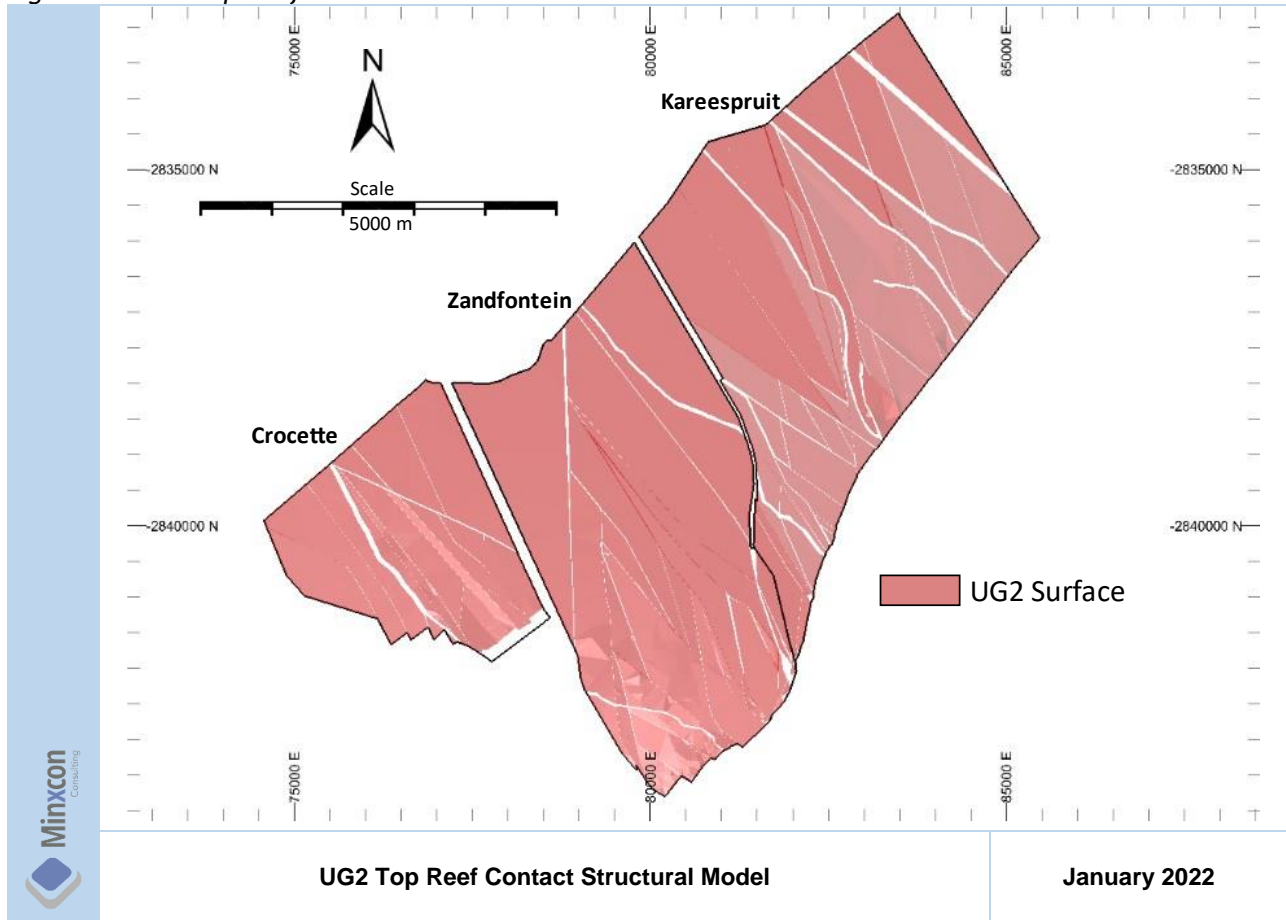 75000 E
80000 E
85000 E
N
Kareespruit
-2835000 N
-2835000 N
Scale
5000 m
Zandfontein
Crocette
-2840000 N
-2840000 N
UG2 Surface
75000 E
80000 E
85000 E
Minxcon
Consulting
UG2 Top Reef Contact Structural Model
January 2022